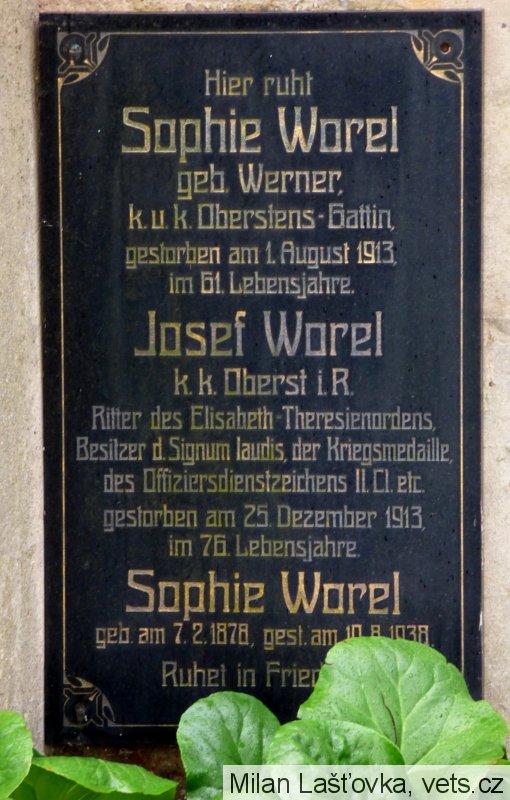 Hier ruht
Sophie Worel
geb. Werner,
k. u. k. Oberstens-Gattin,
gestorben am 1. August 1913,
im 61. Lebensjahre.
Josef Worel
k. k. Oberst i. R.
Ritter des Elisabeth-Theresienordens,
Besitzer d. Signum laudis, der Kriegsmedaille,
des Offiziersdienstzeichens II. Cl. etc.
gestorben am 25. Dezember 1913,
im 76. Lebensjahre.
Sophie Worel
geb. am 7. 2. 1878, gest. am 8. 1938.
Ruhet in
Milan Lašťovka, vets.cz